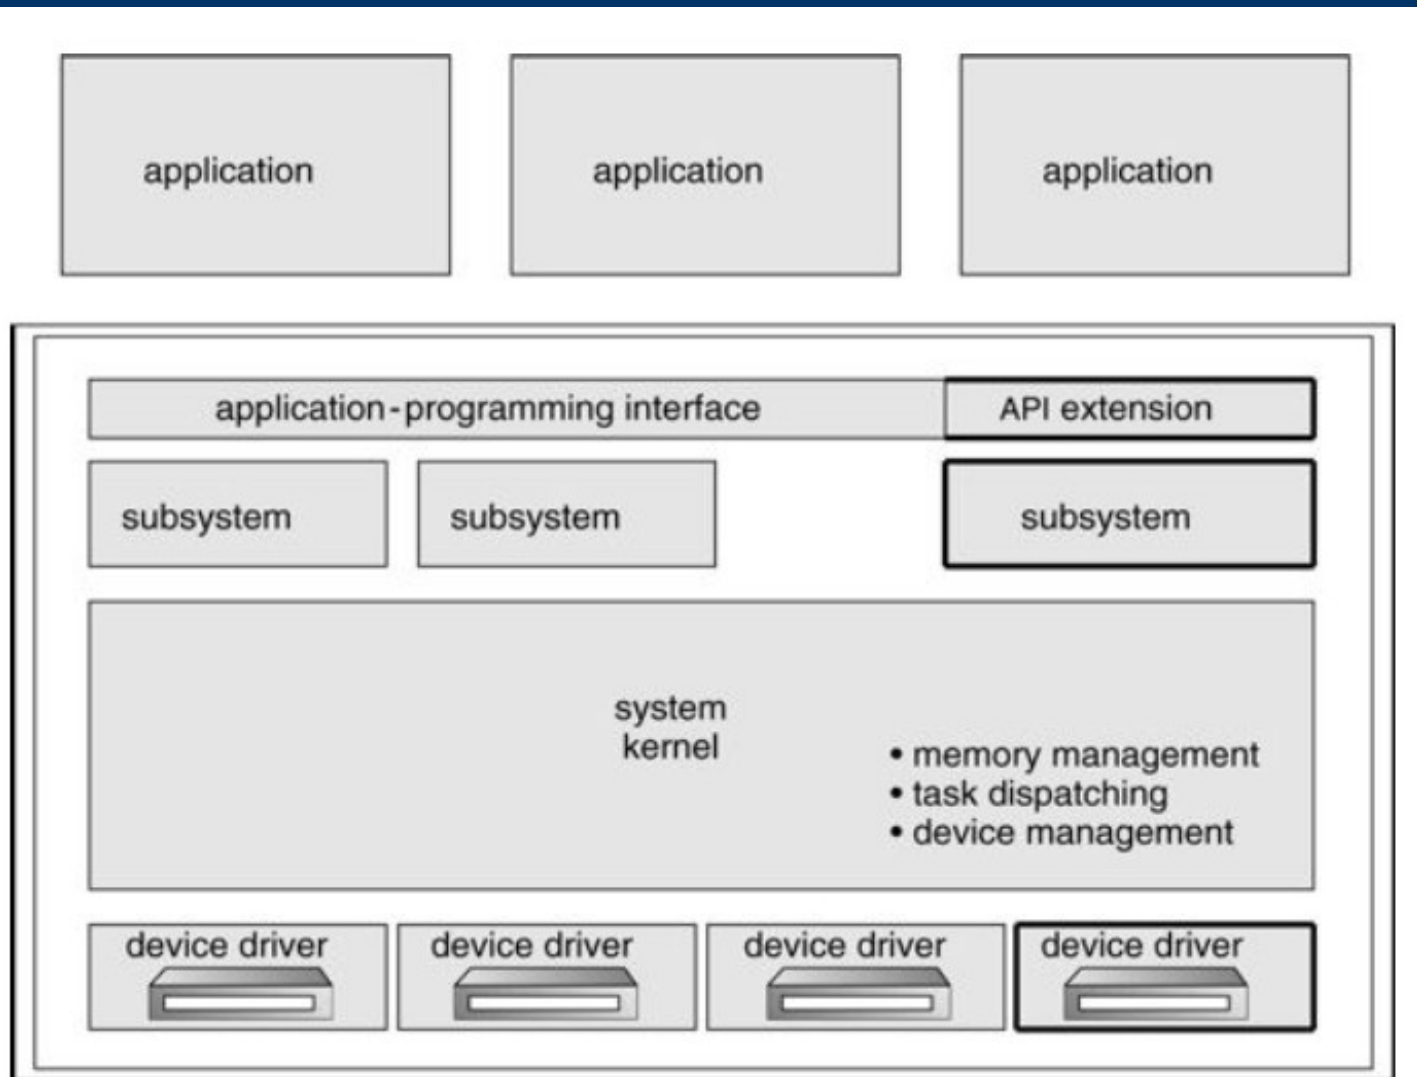 application
application
application
application-programming interface
API extension
subsystem
subsystem
subsystem
system
kernel
• memory management
• task dispatching
• device management
device driver
device driver
device driver
device driver